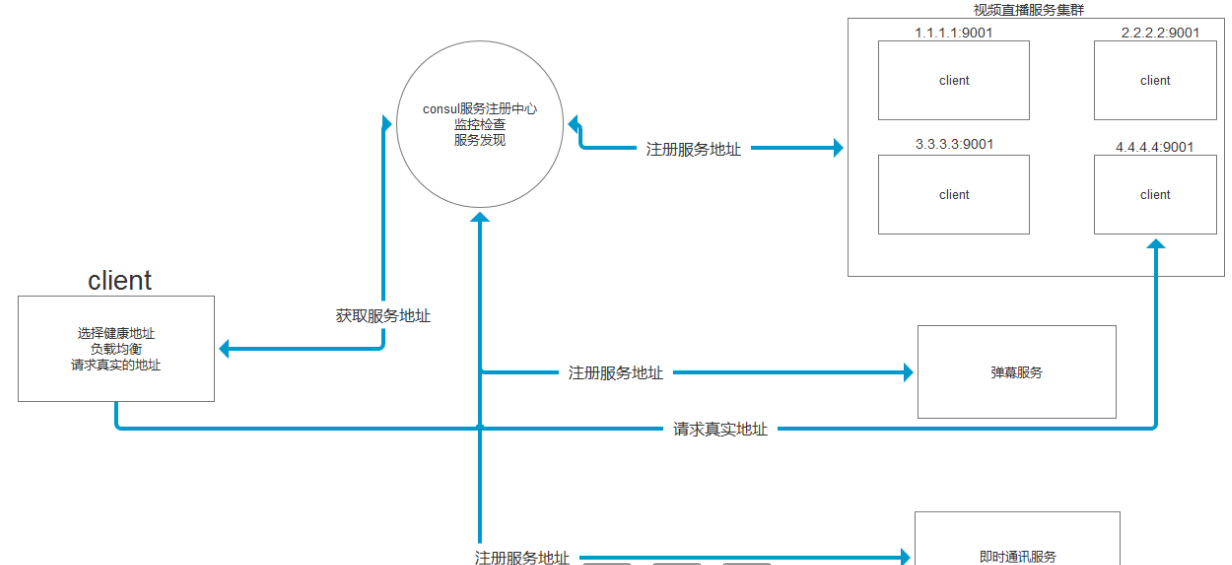 视频直播服务集群
1.1.1.1:9001
2.2.2.2:9001
client
client
consul服务注册中心
监控检查
服务发现
注册服务地址
3.3.3.3:9001
4.4.4.4:9001
client
client
client
获取服务地址
选择健康地址
负载均衡
请求真实的地址
注册服务地址
弹幕服务
请求真实地址
注册服务地址
即时通讯服务